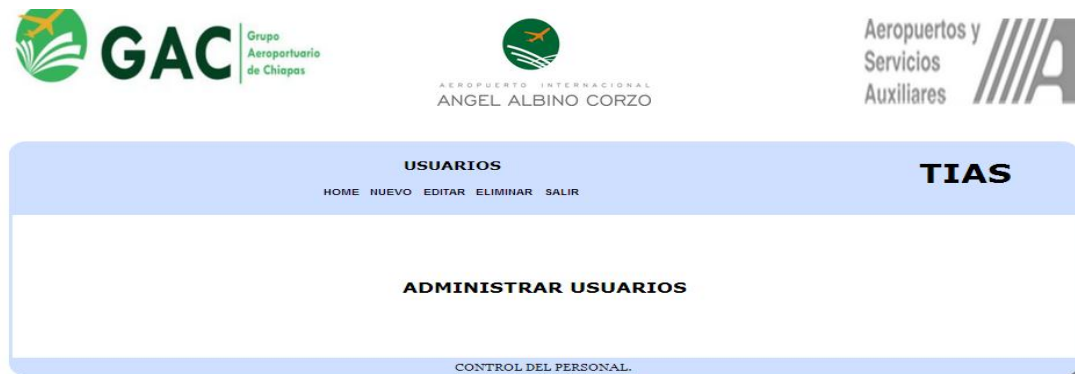 GAC
Grupo
Aeroportuario
de Chiapas
AEROPUERTO INTERNACIONAL
ANGEL ALBINO CORZO
Aeropuertos y
Servicios
Auxiliares
USUARIOS
TIAS
HOME NUEVO EDITAR ELIMINAR SALIR
ADMINISTRAR USUARIOS
CONTROL DEL PERSONAL.